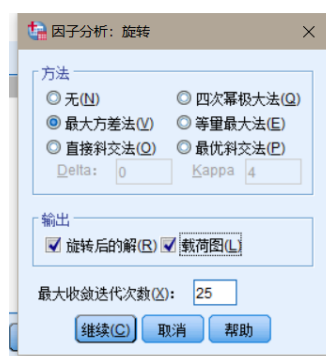 因子分析：旋转
方法
无(N) 四次幂极大法(Q)
最大方差法(V) 等量最大法(E)
直接斜交法(O) 最优斜交法(P)
Delta: 0 Kappa 4
输出
旋转后的解(R) 载荷图(L)
最大收敛迭代次数(X): 25
继续(C) 取消 帮助